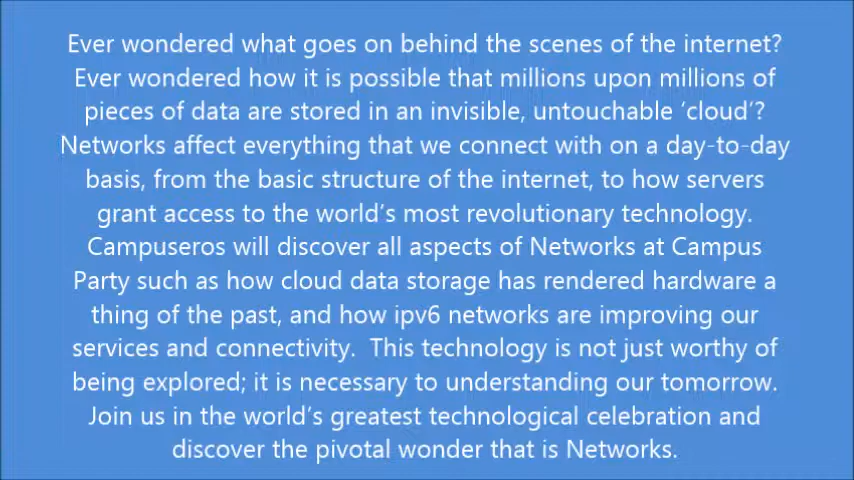 Ever wondered what goes on behind the scenes of the internet?
Ever wondered how it is possible that millions upon millions of
pieces of data are stored in an invisible, untouchable ‘cloud’?
Networks affect everything that we connect with on a day-to-day
basis, from the basic structure of the internet, to how servers
grant access to the world’s most revolutionary technology.
Campuseros will discover all aspects of Networks at Campus
Party such as how cloud data storage has rendered hardware a
thing of the past, and how ipv6 networks are improving our
services and connectivity.  This technology is not just worthy of
being explored; it is necessary to understanding our tomorrow.
Join us in the world’s greatest technological celebration and
discover the pivotal wonder that is Networks.